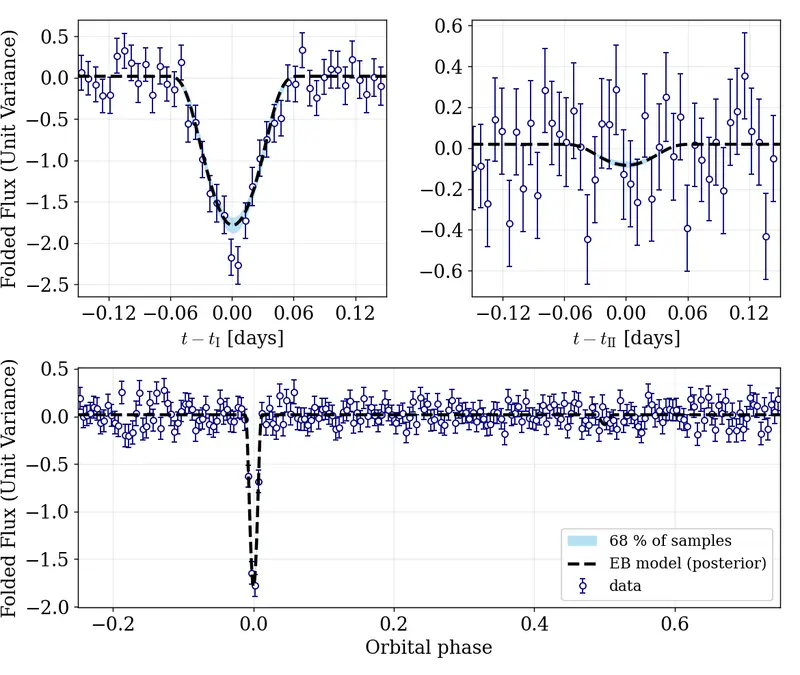 Folded Flux (Unit Variance)
0.5
0.0
−0.5
−1.0
−1.5
−2.0
−2.5
−0.12 −0.06 0.00 0.06 0.12
t − tI [days]
0.6
0.4
0.2
0.0
−0.2
−0.4
−0.6
−0.12 −0.06 0.00 0.06 0.12
t − tII [days]
Folded Flux (Unit Variance)
0.5
0.0
−0.5
−1.0
−1.5
−2.0
−0.2 0.0 0.2 0.4 0.6
Orbital phase
68 % of samples
EB model (posterior)
data